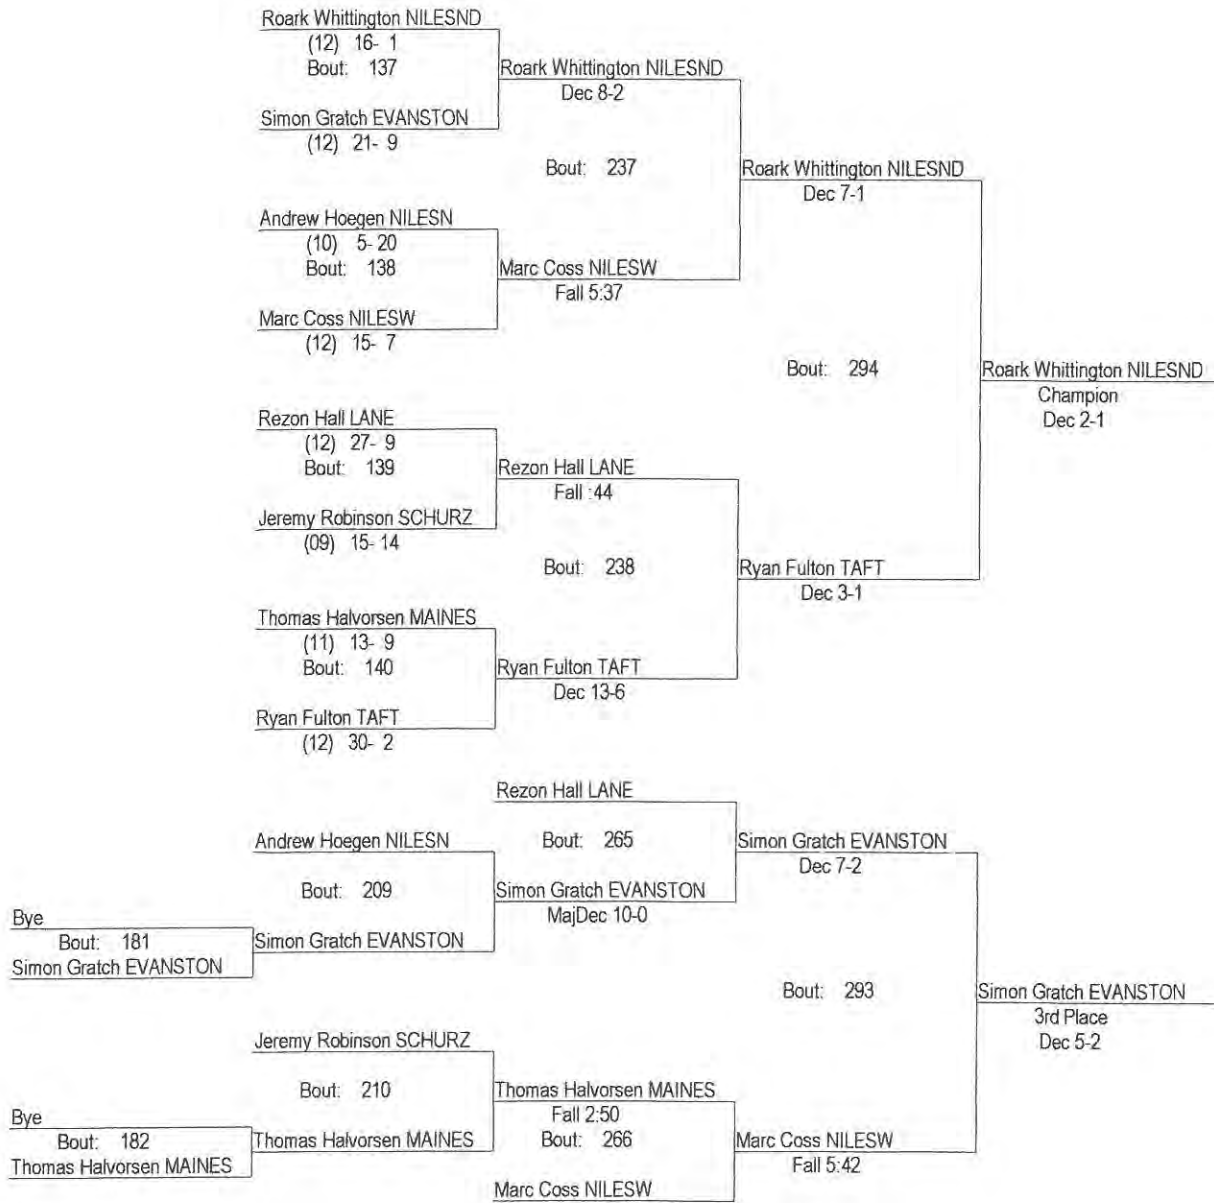 Roark Whittington NILESND
(12) 16- 1
Bout: 137
Roark Whittington NILESND
Dec 8-2
Simon Gratch EVANSTON
(12) 21- 9
Bout: 237
Roark Whittington NILESND
Dec 7-1
Andrew Hoegen NILESN
(10) 5- 20
Bout: 138
Marc Coss NILESW
Fall 5:37
Marc Coss NILESW
(12) 15- 7
Bout: 294
Roark Whittington NILESND
Champion
Dec 2-1
Rezon Hall LANE
(12) 27- 9
Bout: 139
Rezon Hall LANE
Fall :44
Jeremy Robinson SCHURZ
(09) 15- 14
Bout: 238
Ryan Fulton TAFT
Dec 3-1
Thomas Halvorsen MAINES
(11) 13- 9
Bout: 140
Ryan Fulton TAFT
Dec 13-6
Ryan Fulton TAFT
(12) 30- 2
Rezon Hall LANE
Andrew Hoegen NILESN
Bout: 265
Simon Gratch EVANSTON
Dec 7-2
Bout: 209
Simon Gratch EVANSTON
MajDec 10-0
Bye
Bout: 181
Simon Gratch EVANSTON
Simon Gratch EVANSTON
Bout: 293
Simon Gratch EVANSTON
3rd Place
Dec 5-2
Jeremy Robinson SCHURZ
Bout: 210
Thomas Halvorsen MAINES
Fall 2:50
Bye
Bout: 182
Thomas Halvorsen MAINES
Thomas Halvorsen MAINES
Bout: 266
Marc Coss NILESW
Fall 5:42
Marc Coss NILESW